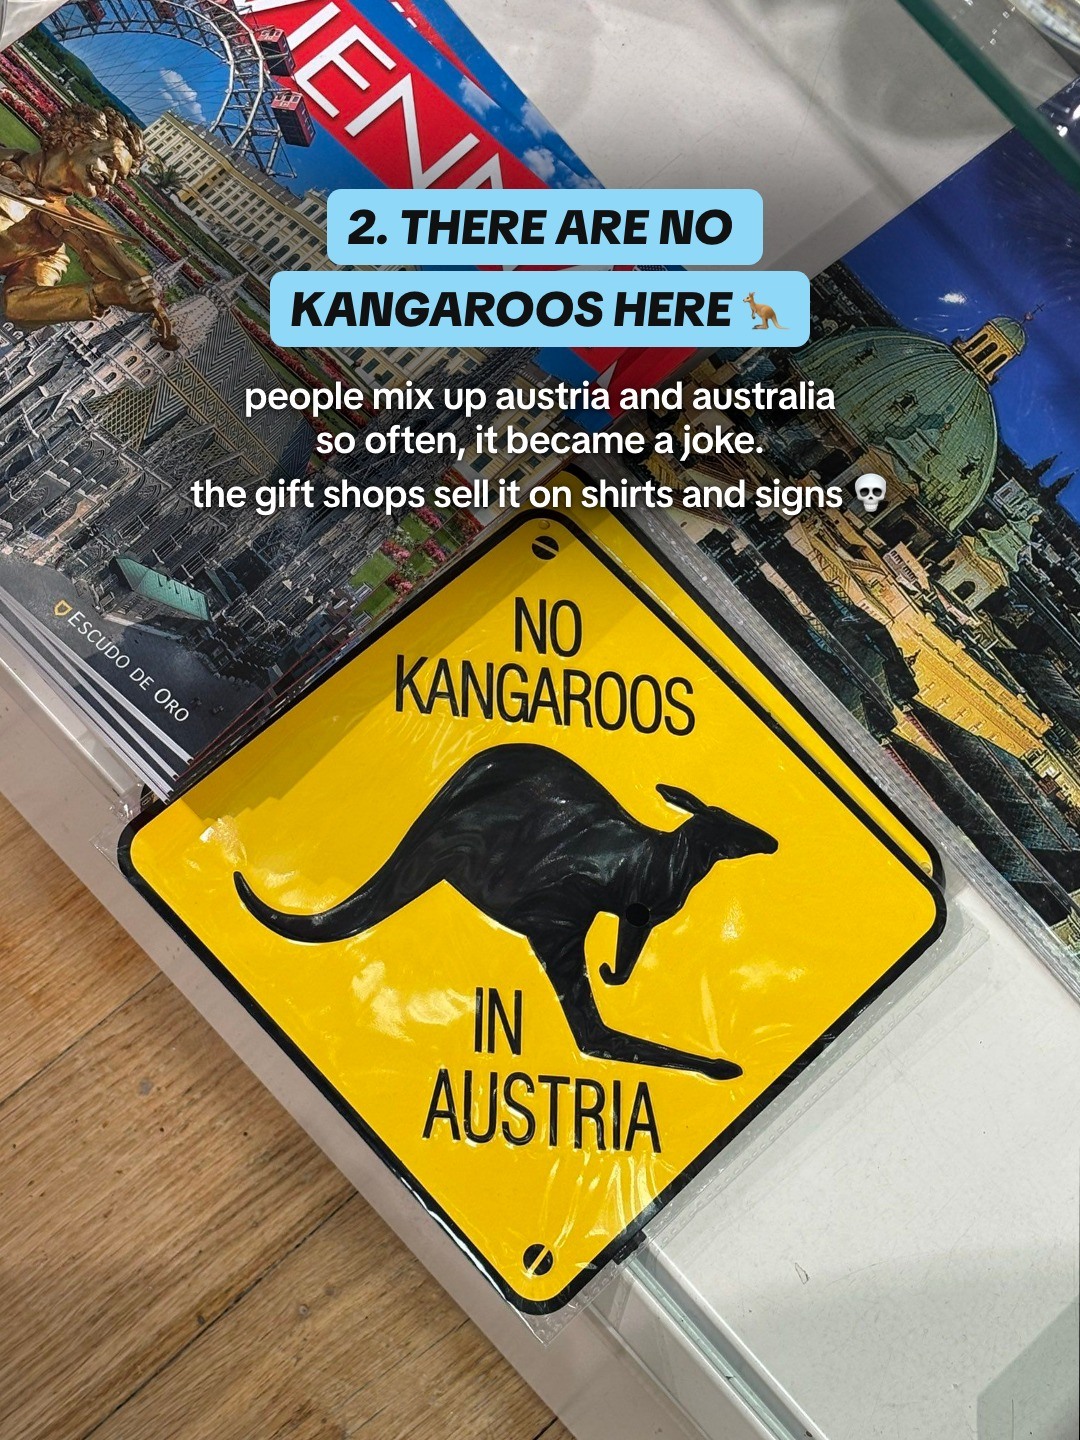 VIENN
2. THERE ARE NO
KANGAROOS HERE 🦘
people mix up austria and australia
so often, it became a joke.
the gift shops sell it on shirts and signs 💀
ESCUDO DE ORO
NO
KANGAROOS
IN
AUSTRIA